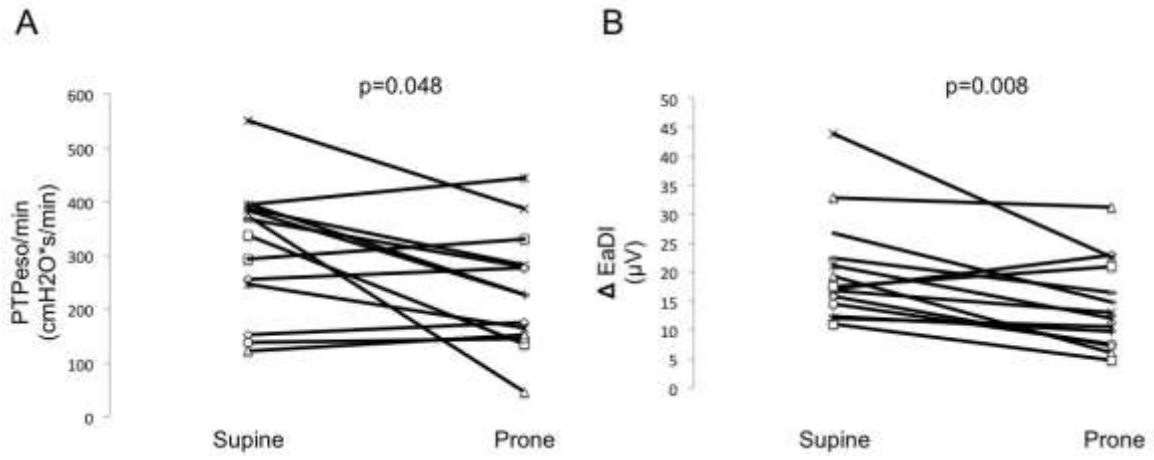 A
p=0.048
PTPeso/min
(cmH2O*s/min)
600
500
400
300
200
100
0
Supine Prone
B
p=0.008
Δ EaDI
(µV)
50
45
40
35
30
25
20
15
10
5
0
Supine Prone